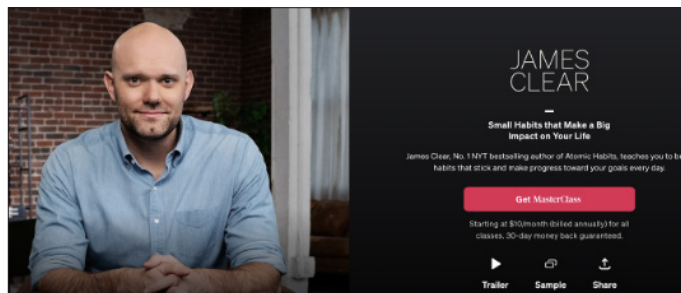 JAMES
CLEAR
Small Habits that Make a Big
Impact on Your Life
James Clear, No. 1 NYT bestselling author of Atomic Habits, teaches you to
habits that stick and make progress toward your goals every day.
Get MasterClass
Starting at $10/month (billed annually) for all
classes. 30-day money back guaranteed.
Trailer Sample Share